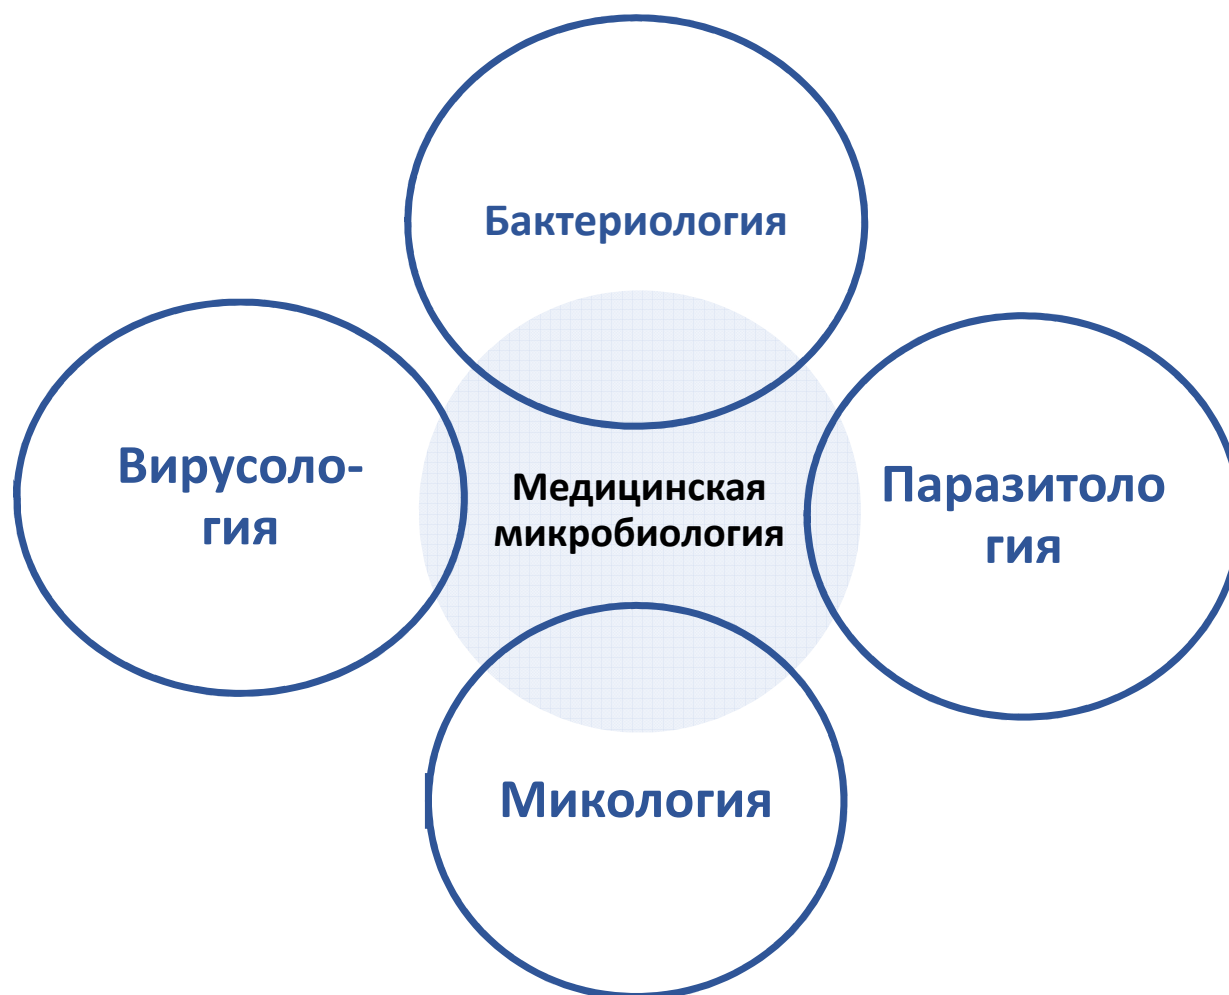 Бактериология
Вирусоло-
гия
Медицинская
микробиология
Паразитоло
гия
Микология